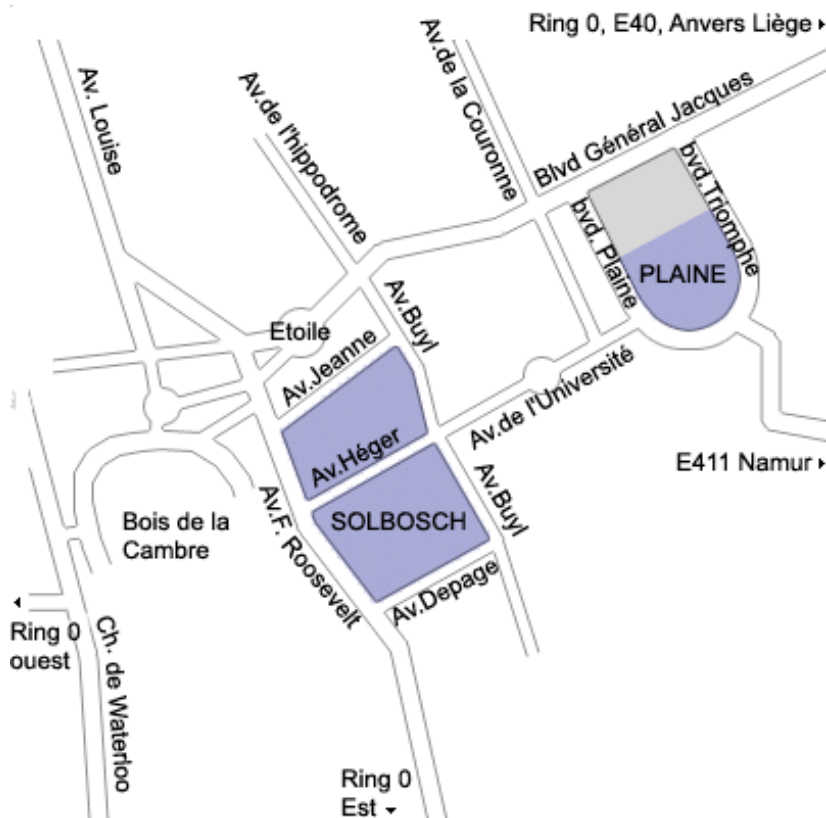 Ring 0, E40, Anvers Liège
Av. Louise
Av.de l'hippodrome
Av.de la Couronne
Blvd Général Jacques
bvd.Triomphe
bvd. Plaine
PLAINE
Etoile
Av.Buyl
Av.Jeanne
Av.de l'Université
Av.Héger
E411 Namur
Av.Buyl
SOLBOSCH
Bois de la
Cambre
Av.F. Roosevelt
Av.Depage
Ring 0
ouest
Ch. de Waterloo
Ring 0
Est